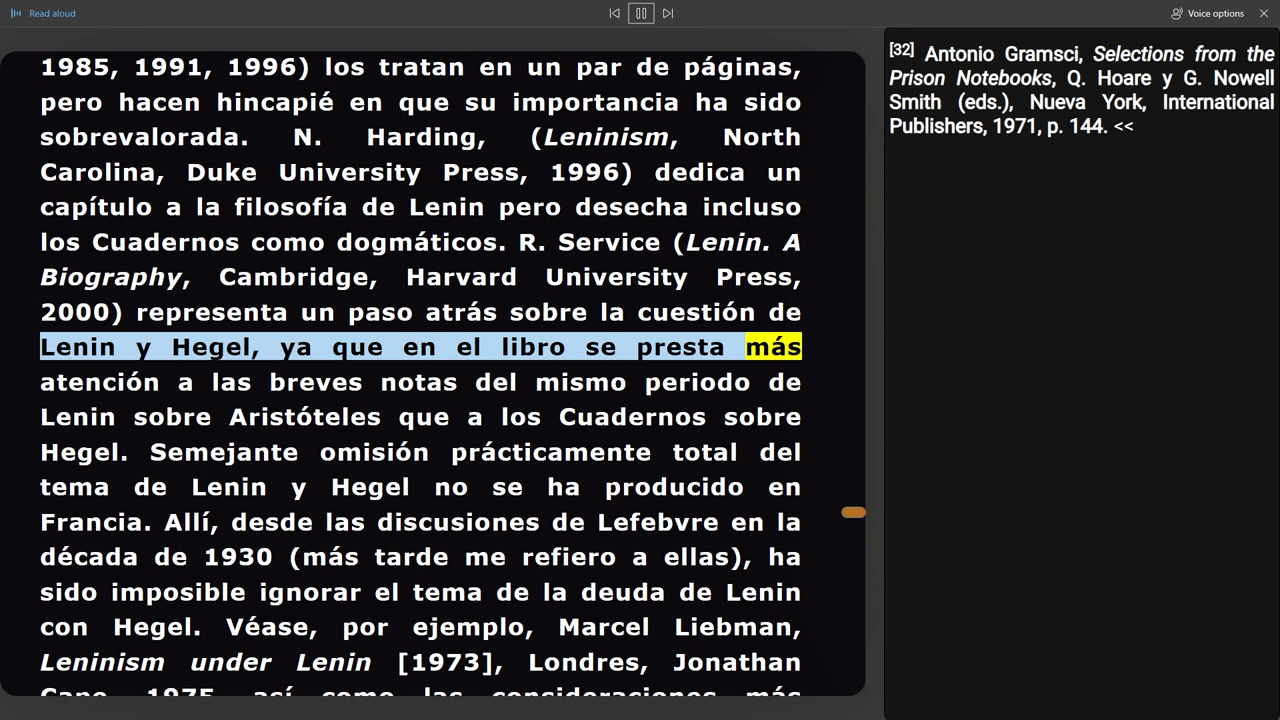 Read aloud
Voice options
1985, 1991, 1996) los tratan en un par de páginas,
pero hacen hincapié en que su importancia ha sido
sobrevalorada. N. Harding, (Leninism, North
Carolina, Duke University Press, 1996) dedica un
capítulo a la filosofía de Lenin pero desecha incluso
los Cuadernos como dogmáticos. R. Service (Lenin. A
Biography, Cambridge, Harvard University Press,
2000) representa un paso atrás sobre la cuestión de
Lenin y Hegel, ya que en el libro se presta más
atención a las breves notas del mismo periodo de
Lenin sobre Aristóteles que a los Cuadernos sobre
Hegel. Semejante omisión prácticamente total del
tema de Lenin y Hegel no se ha producido en
Francia. Allí, desde las discusiones de Lefebvre en la
década de 1930 (más tarde me refiero a ellas), ha
sido imposible ignorar el tema de la deuda de Lenin
con Hegel. Véase, por ejemplo, Marcel Liebman,
Leninism under Lenin [1973], Londres, Jonathan
Cape, 1975, así como las consideraciones más
[32] Antonio Gramsci, Selections from the
Prison Notebooks, Q. Hoare y G. Nowell
Smith (eds.), Nueva York, International
Publishers, 1971, p. 144. <<